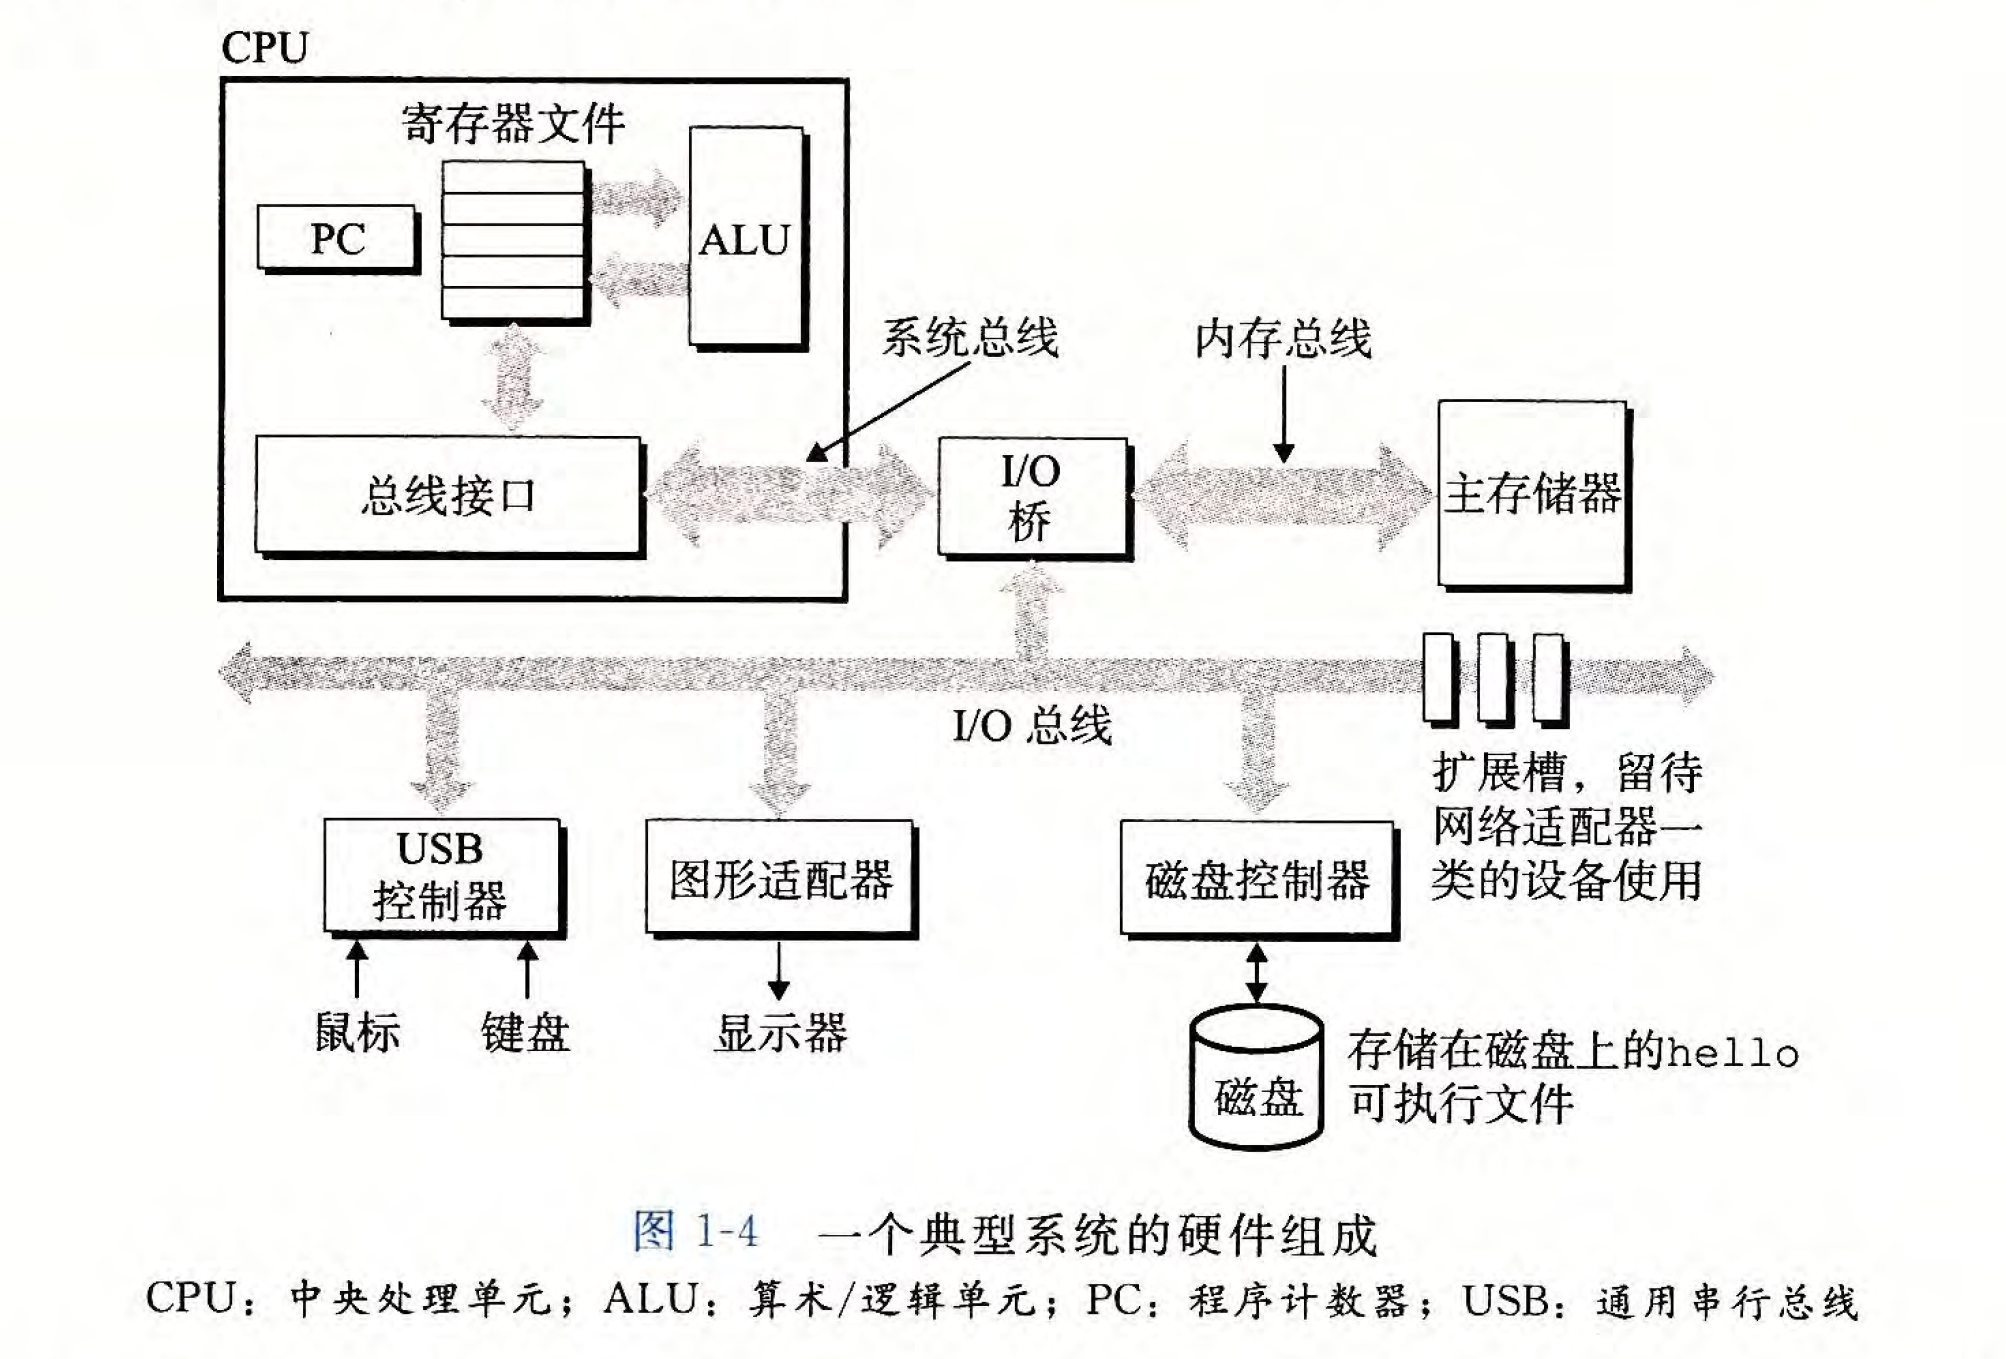 CPU
寄存器文件
PC
ALU
系统总线
内存总线
总线接口
I/O
桥
主存储器
I/O 总线
扩展槽，留待
网络适配器一
类的设备使用
USB
控制器
图形适配器
磁盘控制器
鼠标
键盘
显示器
磁盘
存储在磁盘上的hello
可执行文件
图 1-4 一个典型系统的硬件组成
CPU：中央处理单元；ALU：算术/逻辑单元；PC：程序计数器；USB：通用串行总线